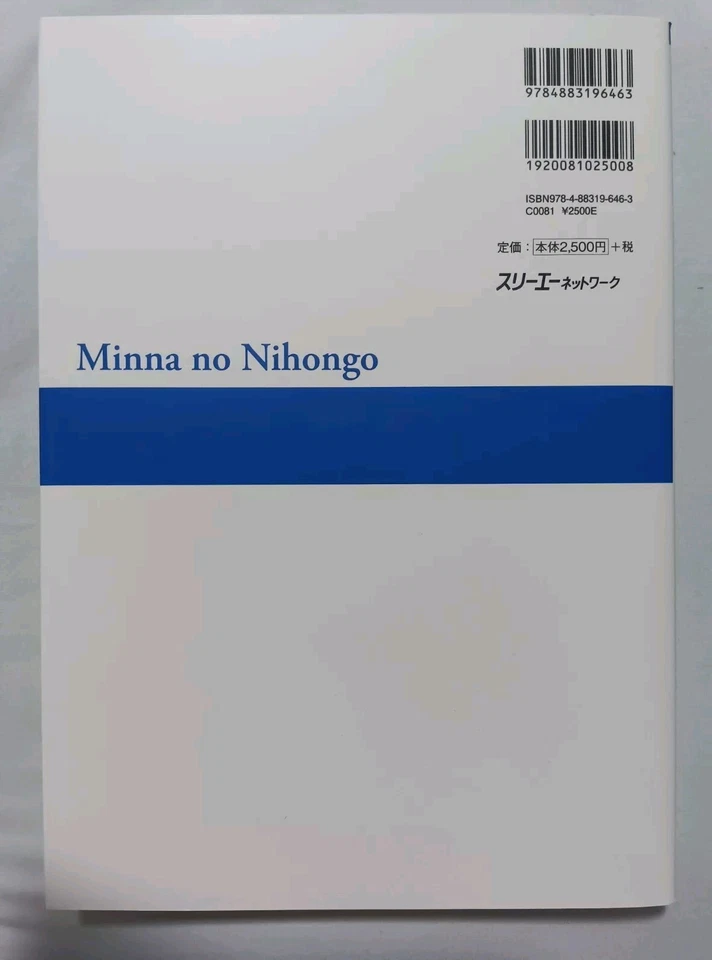 9784883196463
1920081025008
ISBN978-4-88319-646-3
C0081 ¥2500E
定価：本体2,500円＋税
スリーエーネットワーク
Minna no Nihongo